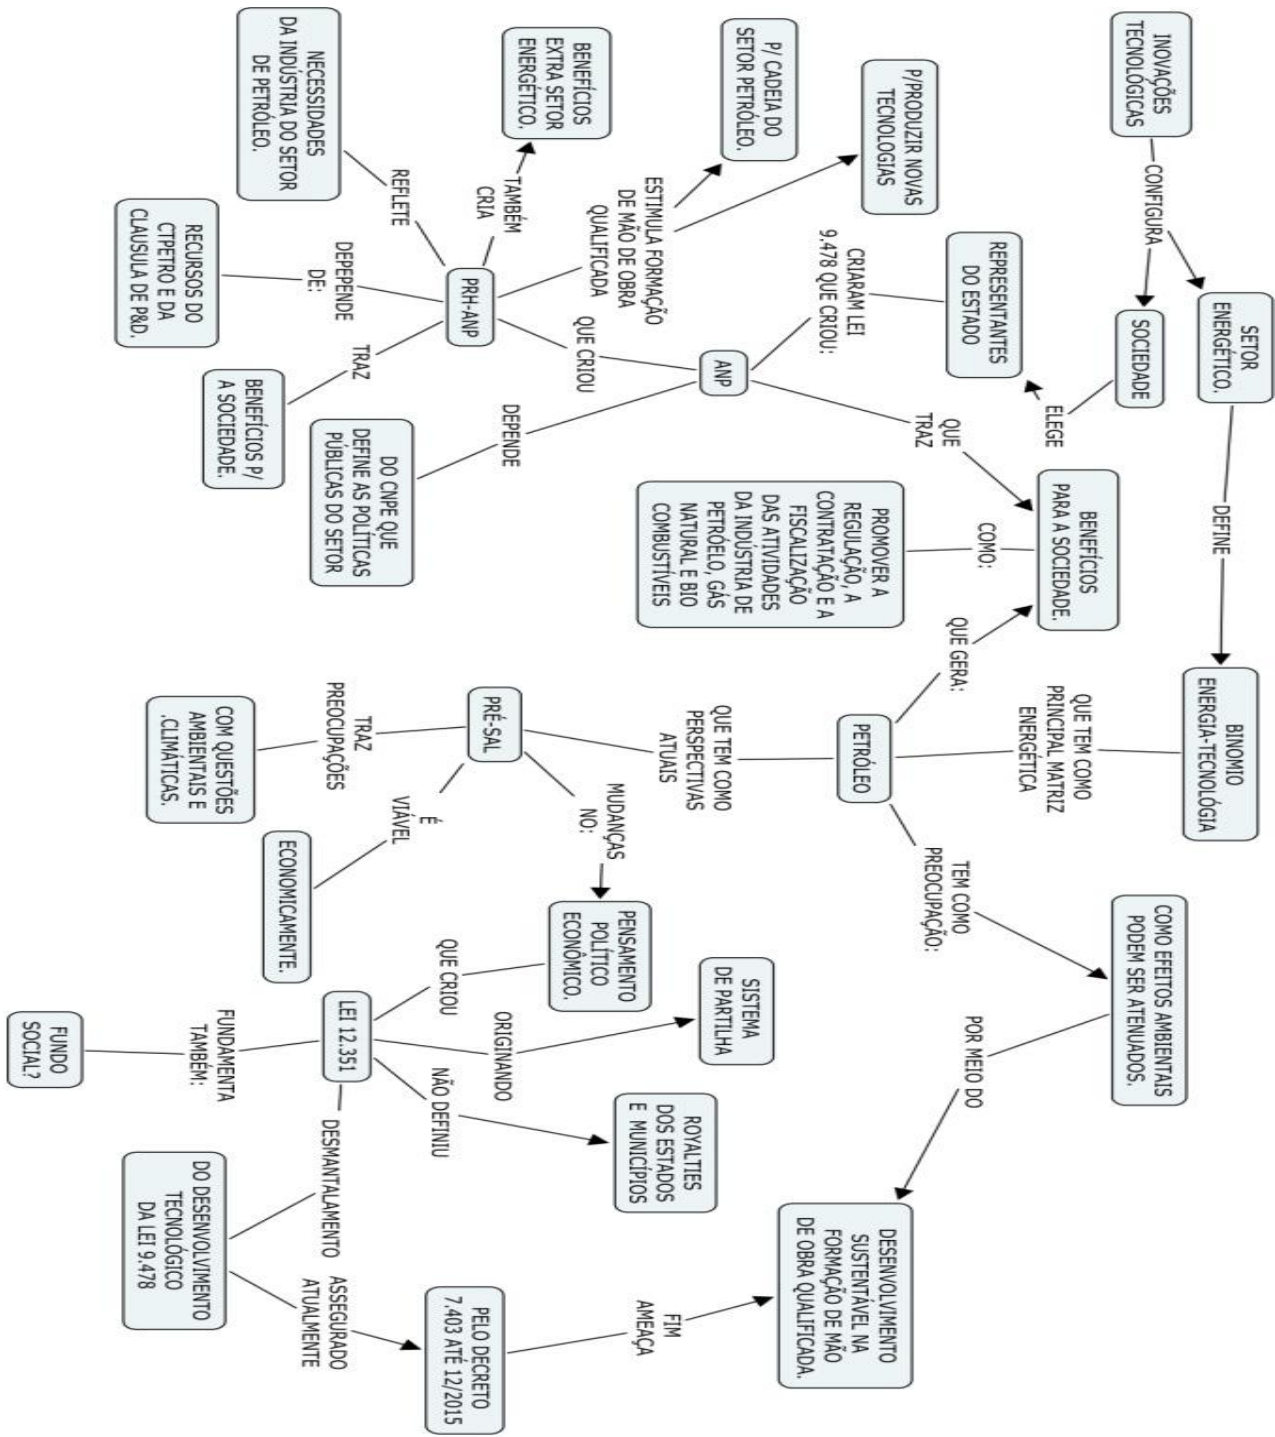 INOVAÇÕES
TECNOLÓGICAS
CONFIGURA
SETOR
ENERGÉTICO.
SOCIEDADE
DEFINE
BINOMIO
ENERGIA-TECNOLÓGIA
ELEGE
REPRESENTANTES
DO ESTADO
CRIARAM LEI
9.478 QUE CRIOU:
ANP
QUE
TRAZ
BENEFÍCIOS
PARA A SOCIEDADE.
COMO:
PROMOVER A
REGULAÇÃO, A
CONTRATAÇÃO E A
FISCALIZAÇÃO
DAS ATIVIDADES
DA INDÚSTRIA DE
PETRÓELO, GÁS
NATURAL E BIO
COMBUSTÍVEIS
QUE GERA:
PETRÓLEO
QUE TEM COMO
PRINCIPAL MATRIZ
ENERGÉTICA
TEM COMO
PREOCUPAÇÃO:
COMO EFEITOS AMBIENTAIS
PODEM SER ATENUADOS.
POR MEIO DO
DESENVOLVIMENTO
SUSTENTÁVEL NA
FORMAÇÃO DE MÃO
DE OBRA QUALIFICADA.
P/PRODUZIR NOVAS
TECNOLOGIAS
P/ CADEIA DO
SETOR PETRÓLEO.
ESTIMULA FORMAÇÃO
DE MÃO DE OBRA
QUALIFICADA
BENEFÍCIOS
EXTRA SETOR
ENERGÉTICO.
TAMBÉM
CRIA
QUE CRIOU
PRH-ANP
REFLETE
NECESSIDADES
DA INDÚSTRIA DO SETOR
DE PETRÓLEO.
DEPEPENDE
DE:
RECURSOS DO
CTPETRO E DA
CLAUSULA DE P&D.
TRAZ
BENEFÍCIOS P/
A SOCIEDADE.
DEPENDE
DO CNPE QUE
DEFINE AS POLÍTICAS
PÚBLICAS DO SETOR
QUE TEM COMO
PERSPECTIVAS
ATUAIS
PRÉ-SAL
TRAZ
PREOCUPAÇÕES
COM QUESTÕES
AMBIENTAIS E
.CLIMÁTICAS.
É
VIÁVEL
ECONOMICAMENTE.
MUDANÇAS
NO:
PENSAMENTO
POLÍTICO
ECONÔMICO.
QUE CRIOU
LEI 12.351
ORIGINANDO
SISTEMA
DE PARTILHA
NÃO DEFINIU
ROYALTIES
DOS ESTADOS
E MUNICÍPIOS
FUNDAMENTA
TAMBÉM:
FUNDO
SOCIAL?
DESMANTALAMENTO
DO DESENVOLVIMENTO
TECNOLÓGICO
DA LEI 9.478
ASSEGURADO
ATUALMENTE
PELO DECRETO
7.403 ATÉ 12/2015
FIM
AMEAÇA